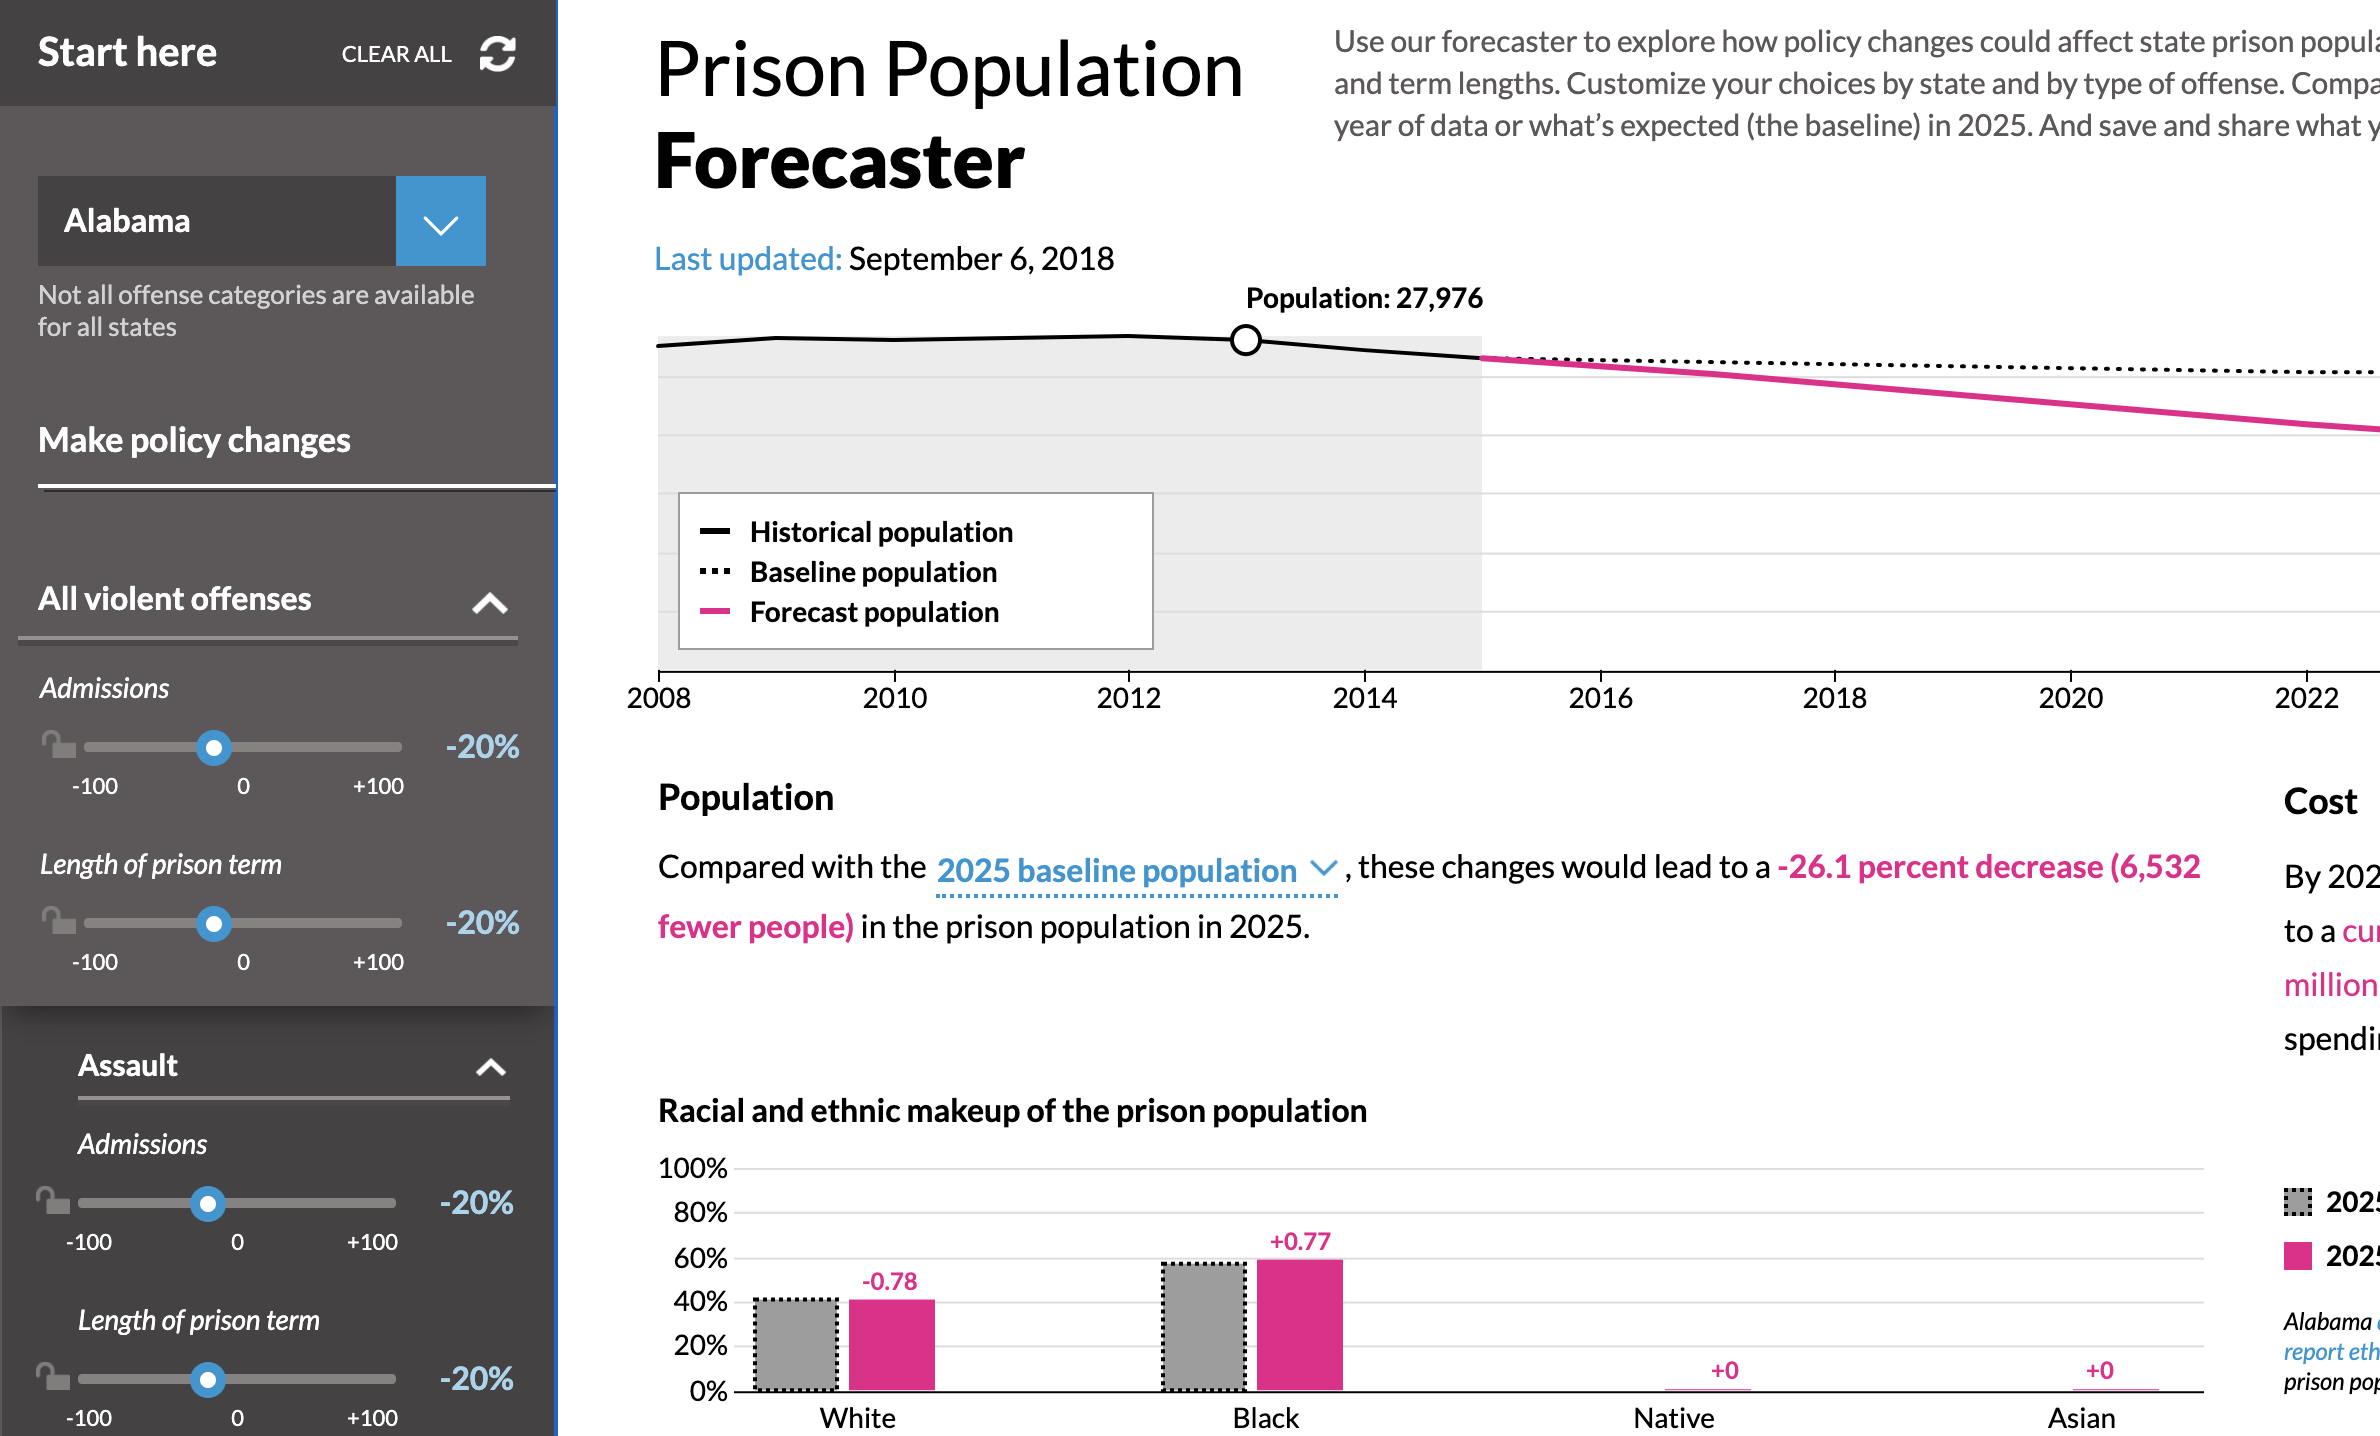 Start here
CLEAR ALL
Alabama
Not all offense categories are available
for all states
Make policy changes
All violent offenses
Admissions
-20%
-100 0 +100
Length of prison term
-20%
-100 0 +100
Assault
Admissions
-20%
-100 0 +100
Length of prison term
-20%
-100 0 +100
Prison Population
Forecaster
Use our forecaster to explore how policy changes could affect state prison popula
and term lengths. Customize your choices by state and by type of offense. Compa
year of data or what’s expected (the baseline) in 2025. And save and share what y
Last updated: September 6, 2018
Population: 27,976
Historical population
Baseline population
Forecast population
2008 2010 2012 2014 2016 2018 2020 2022
Population
Compared with the 2025 baseline population , these changes would lead to a -26.1 percent decrease (6,532
fewer people) in the prison population in 2025.
Cost
By 202
to a cur
million
spendi
Racial and ethnic makeup of the prison population
100%
80%
60%
40%
20%
0%
-0.78
+0.77
+0
+0
White Black Native Asian
2025
2025
Alabama
report eth
prison pop